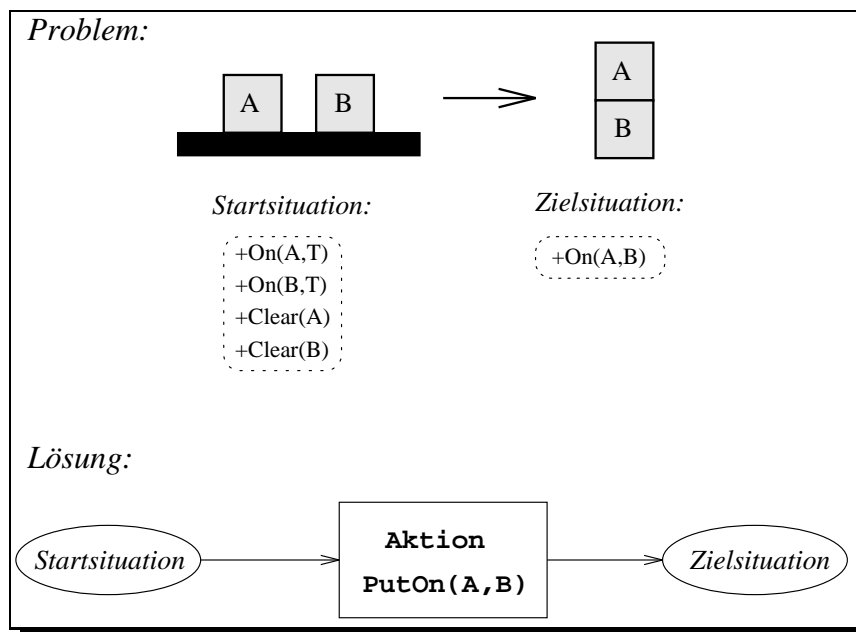 Problem:
A B
A
B
Startsituation: Zielsituation:
+On(A,T) +On(A,B)
+On(B,T)
+Clear(A)
+Clear(B)
Lösung:
Startsituation
Aktion
PutOn(A,B)
Zielsituation